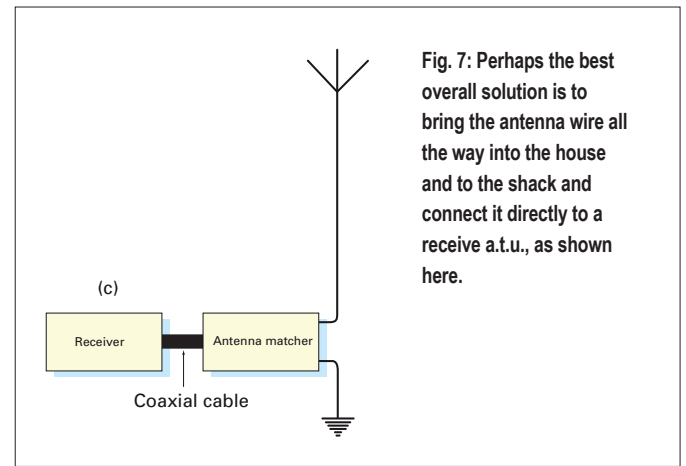 Fig. 7: Perhaps the best
overall solution is to
bring the antenna wire all
the way into the house
and to the shack and
connect it directly to a
receive a.t.u., as shown
here.
(c)
Receiver
Antenna matcher
Coaxial cable